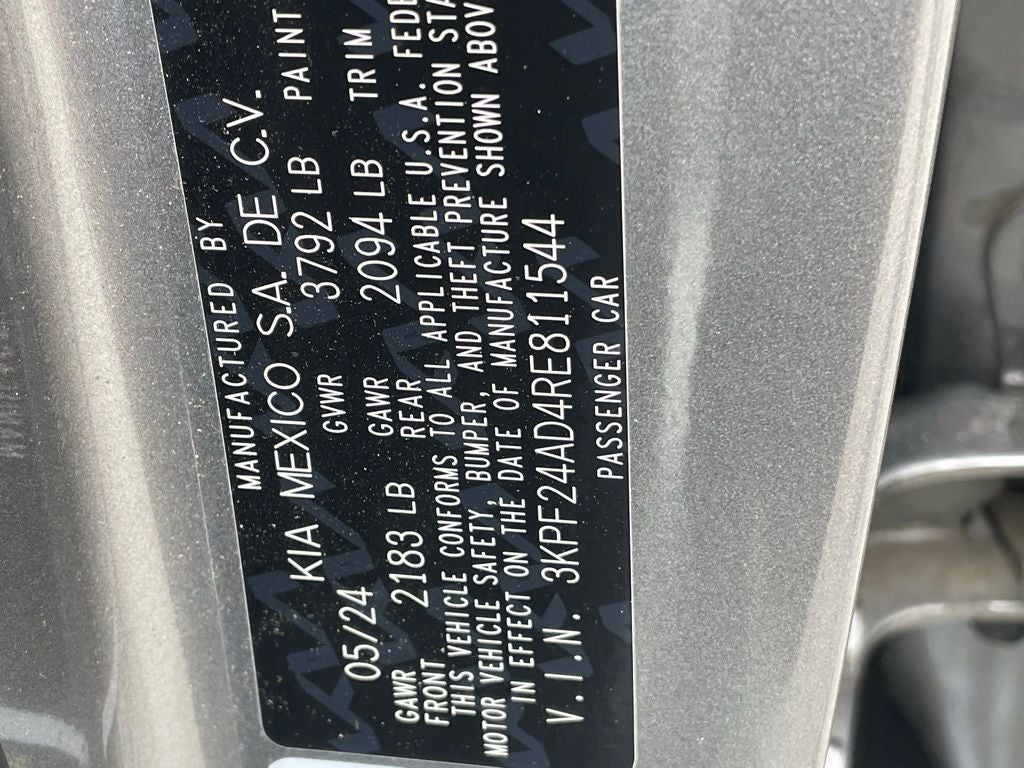 MANUFACTURED BY
KIA MEXICO S.A. DE C.V.
05/24 GVWR 3792 LB PAINT
GAWR FRONT 2183 LB GAWR REAR 2094 LB TRIM
THIS VEHICLE CONFORMS TO ALL APPLICABLE U.S.A. FEDE
MOTOR VEHICLE SAFETY, BUMPER, AND THEFT PREVENTION STA
IN EFFECT ON THE DATE OF MANUFACTURE SHOWN ABOV
V.I.N. 3KPF24AD4RE811544
PASSENGER CAR